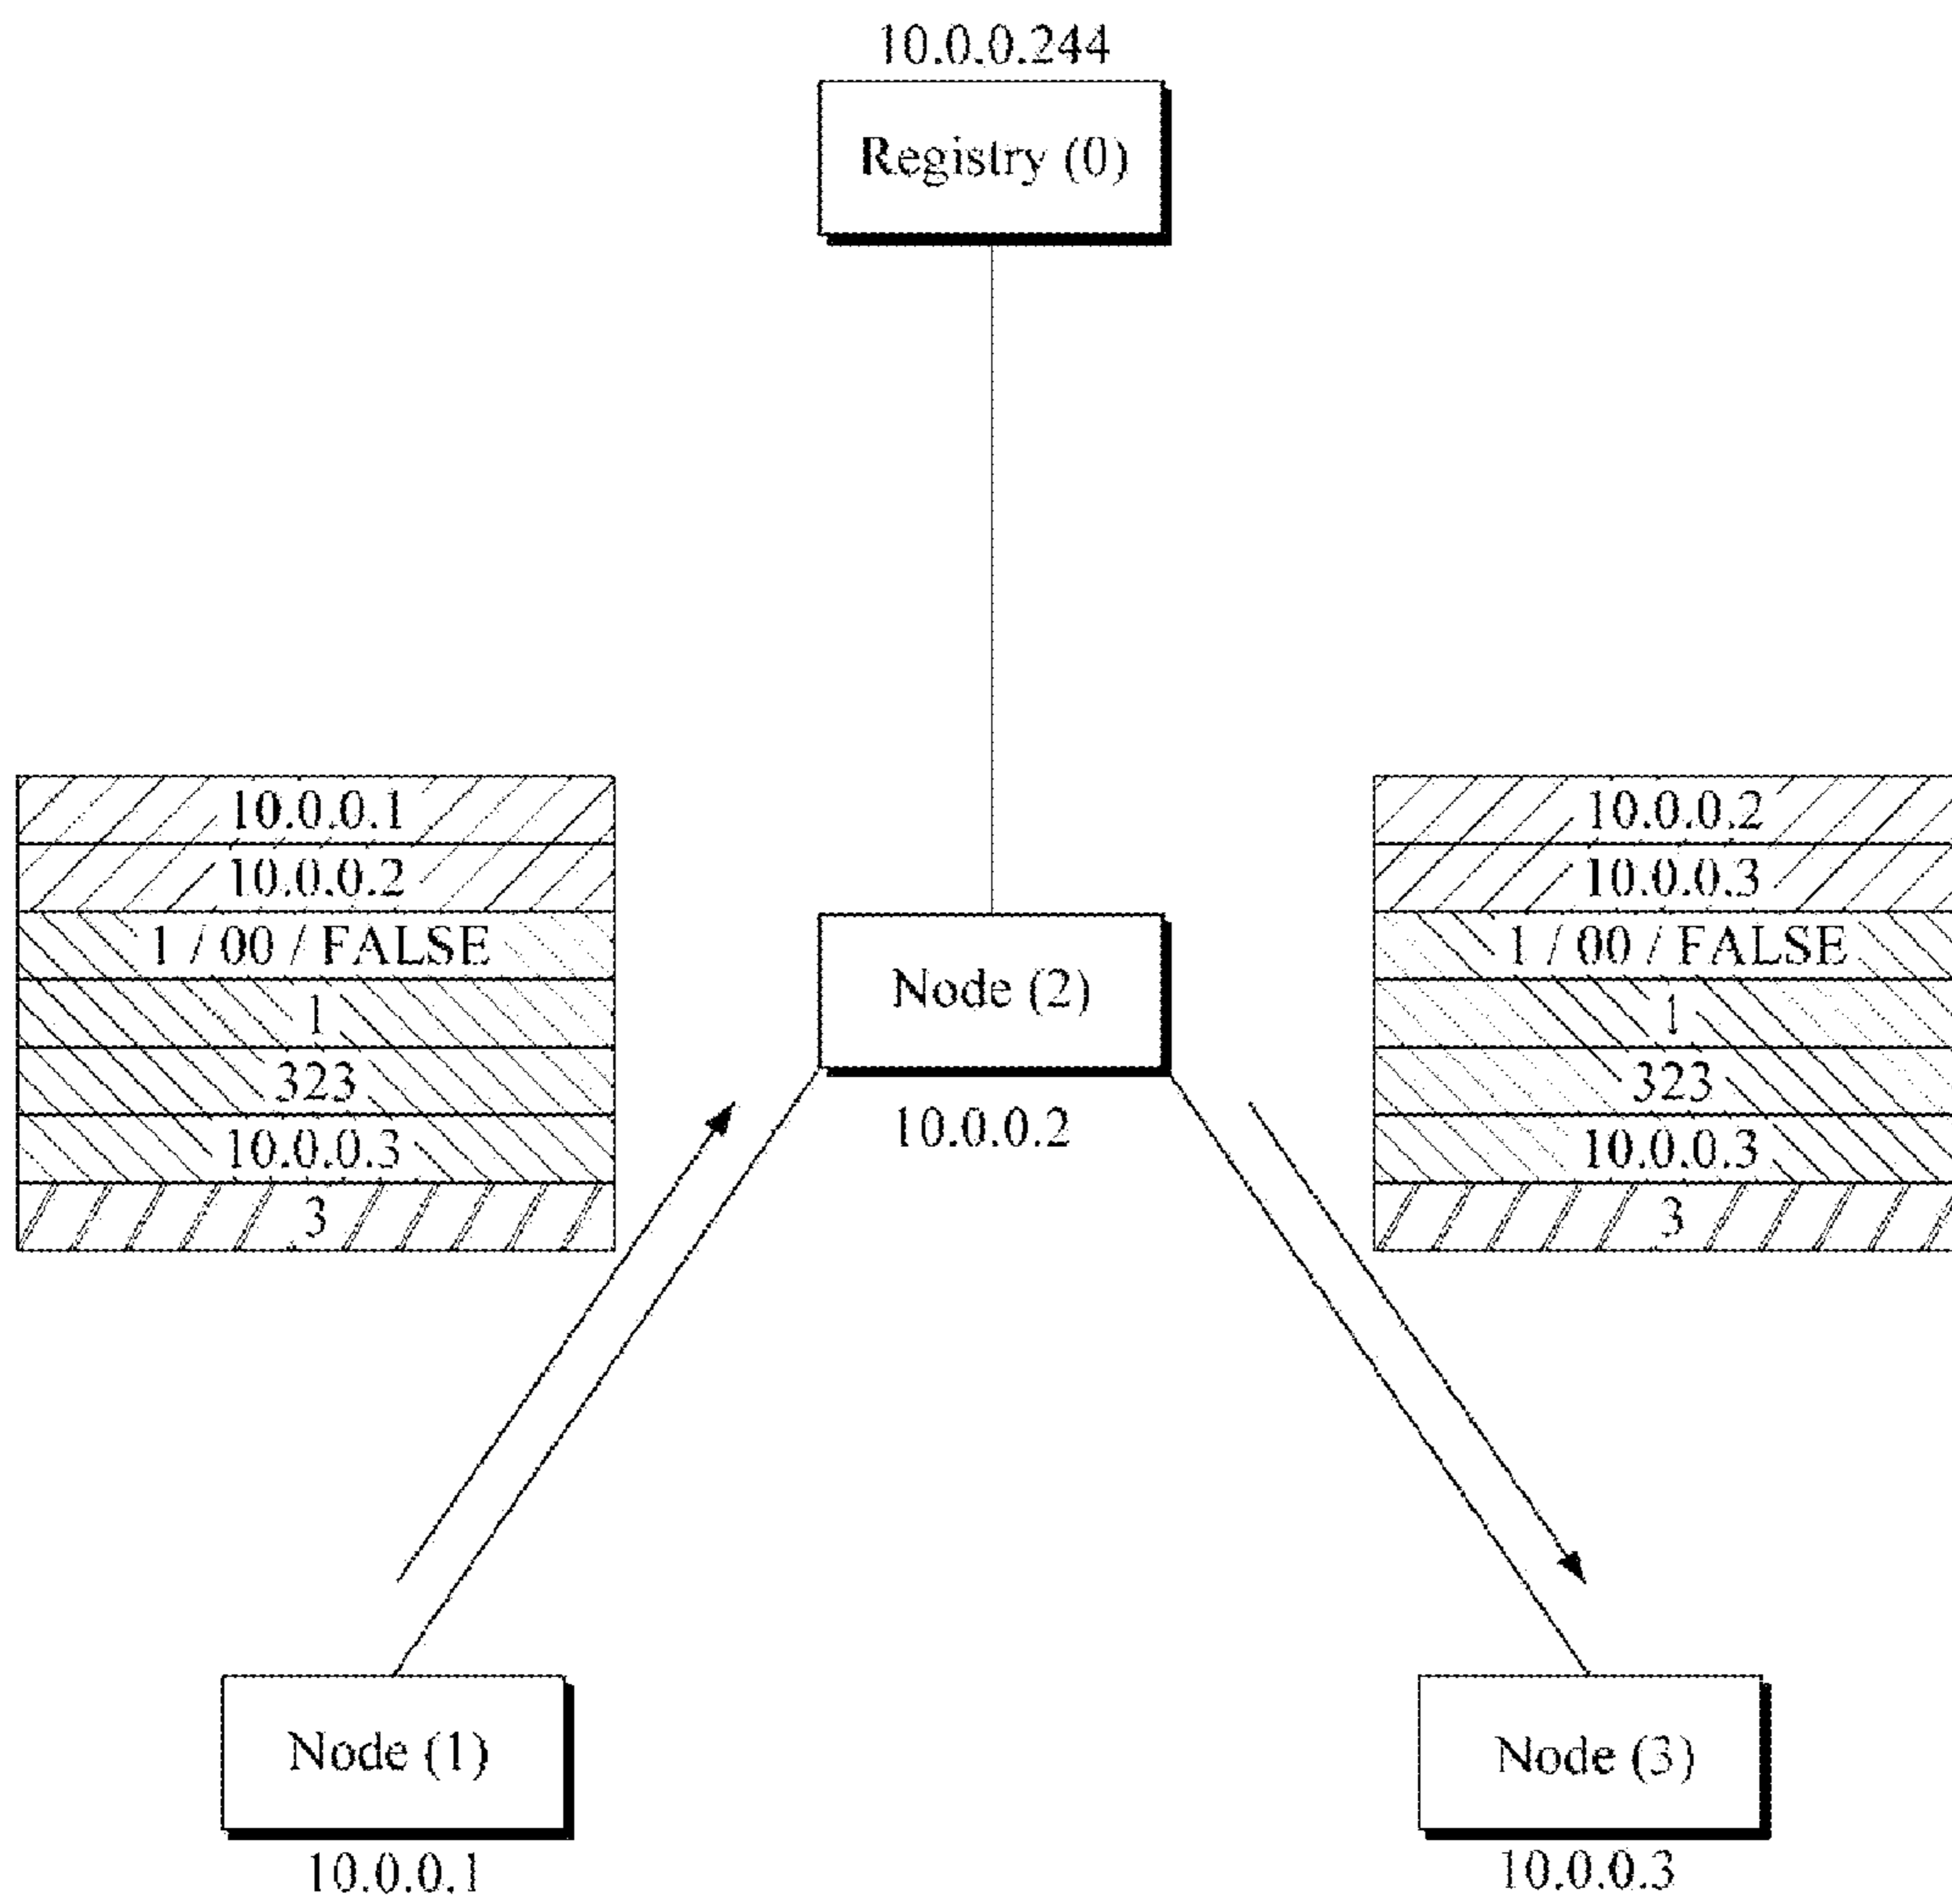 10.0.0.244
Registry (0)
10.0.0.1
10.0.0.2
1 / 00 / FALSE
1
323
10.0.0.3
3
Node (2)
10.0.0.2
10.0.0.2
10.0.0.3
1 / 00 / FALSE
1
323
10.0.0.3
3
Node (1)
10.0.0.1
Node (3)
10.0.0.3